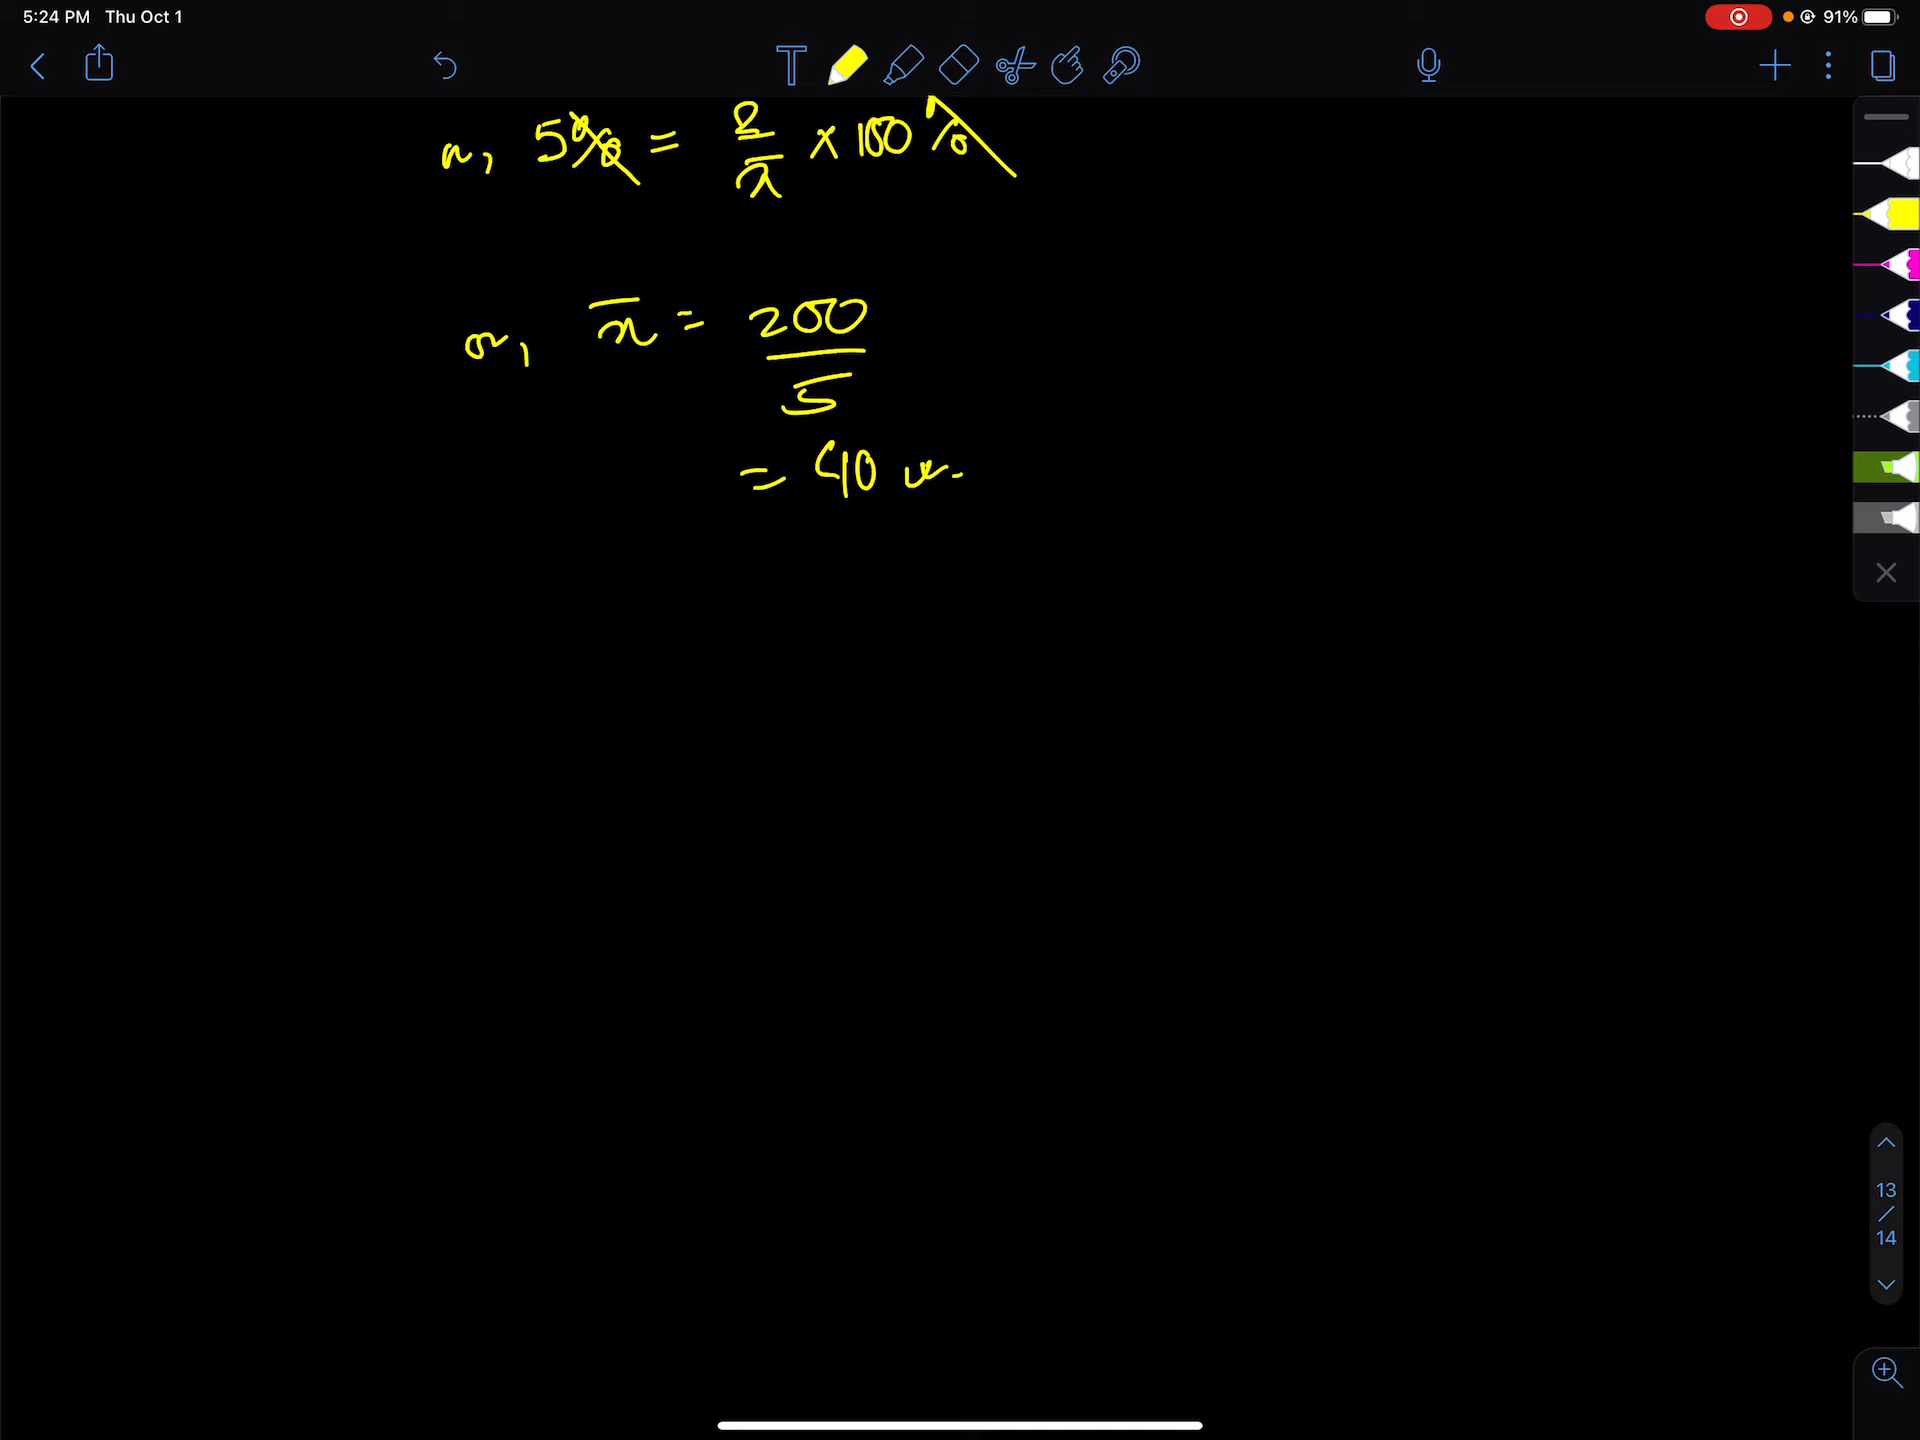 5:24 PM Thu Oct 1
91%
or, 5% = 2/x̄ × 100%
or, x̄ = 200/5
= 40
13
/
14